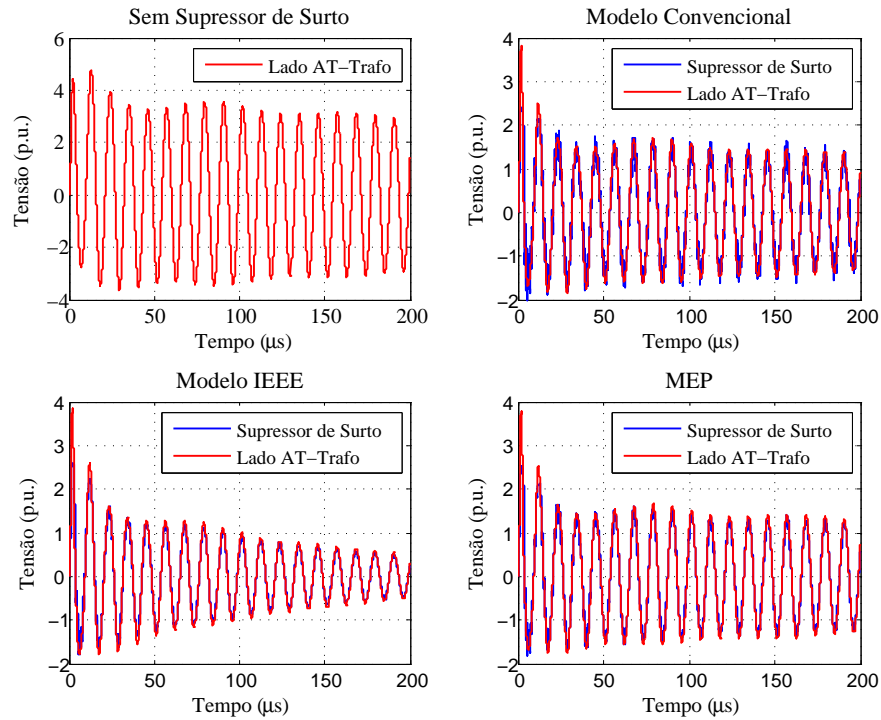 Sem Supressor de Surto
6
4
2
0
−2
−4
Tensão (p.u.)
Lado AT−Trafo
0
50
100
150
200
Tempo (μs)
Modelo Convencional
4
3
2
1
0
−1
−2
Tensão (p.u.)
Supressor de Surto
Lado AT−Trafo
0
50
100
150
200
Tempo (μs)
Modelo IEEE
4
3
2
1
0
−1
−2
Tensão (p.u.)
Supressor de Surto
Lado AT−Trafo
0
50
100
150
200
Tempo (μs)
MEP
4
3
2
1
0
−1
−2
Tensão (p.u.)
Supressor de Surto
Lado AT−Trafo
0
50
100
150
200
Tempo (μs)